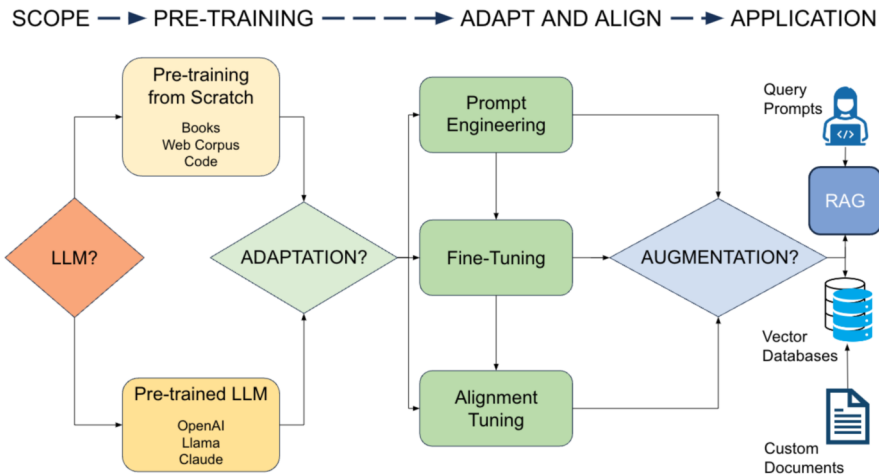 SCOPE PRE-TRAINING ADAPT AND ALIGN APPLICATION
Pre-training
from Scratch
Books
Web Corpus
Code
LLM?
Pre-trained LLM
OpenAI
Llama
Claude
ADAPTATION?
Prompt
Engineering
Fine-Tuning
Alignment
Tuning
AUGMENTATION?
Query
Prompts
</>
RAG
Vector
Databases
Custom
Documents